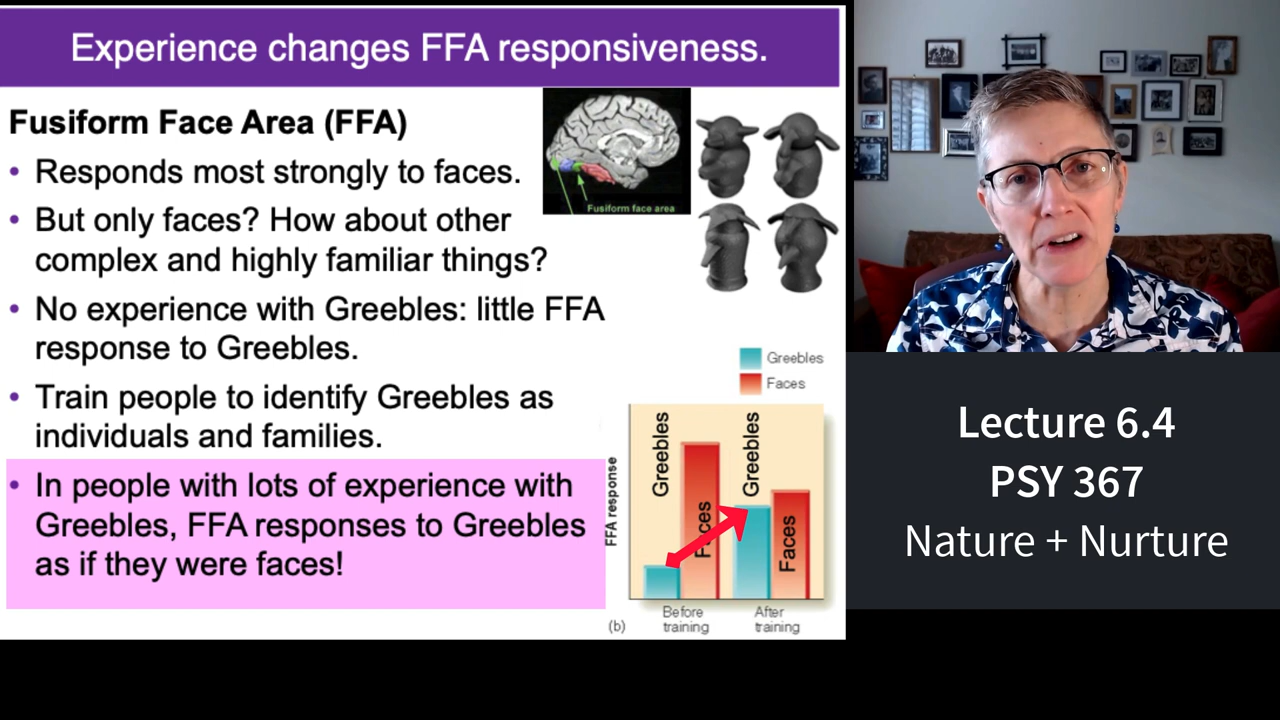 Experience changes FFA responsiveness.
Fusiform Face Area (FFA)
• Responds most strongly to faces.
• But only faces? How about other
complex and highly familiar things?
• No experience with Greebles: little FFA
response to Greebles.
• Train people to identify Greebles as
individuals and families.
• In people with lots of experience with
Greebles, FFA responses to Greebles
as if they were faces!
Fusiform face area
Greebles
Faces
FFA response
Greebles
Faces
Greebles
Faces
Before
training
After
training
(b)
Lecture 6.4
PSY 367
Nature + Nurture